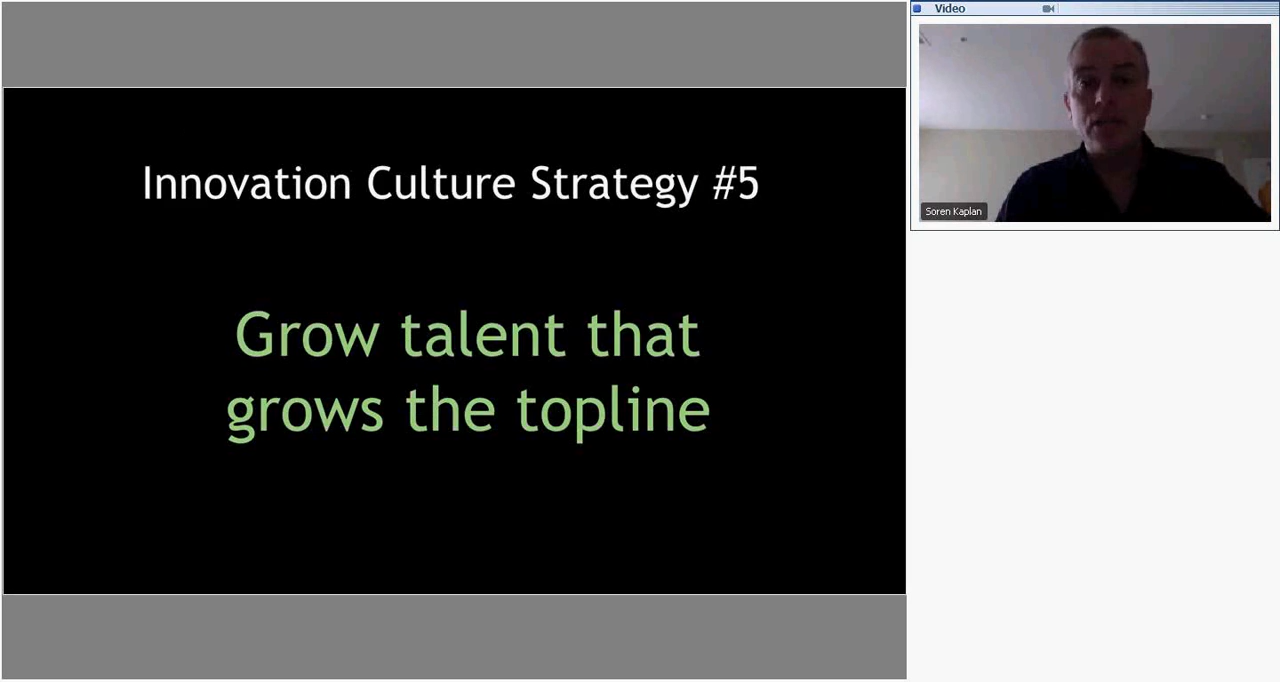 Innovation Culture Strategy #5
Grow talent that
grows the topline
Video
Soren Kaplan